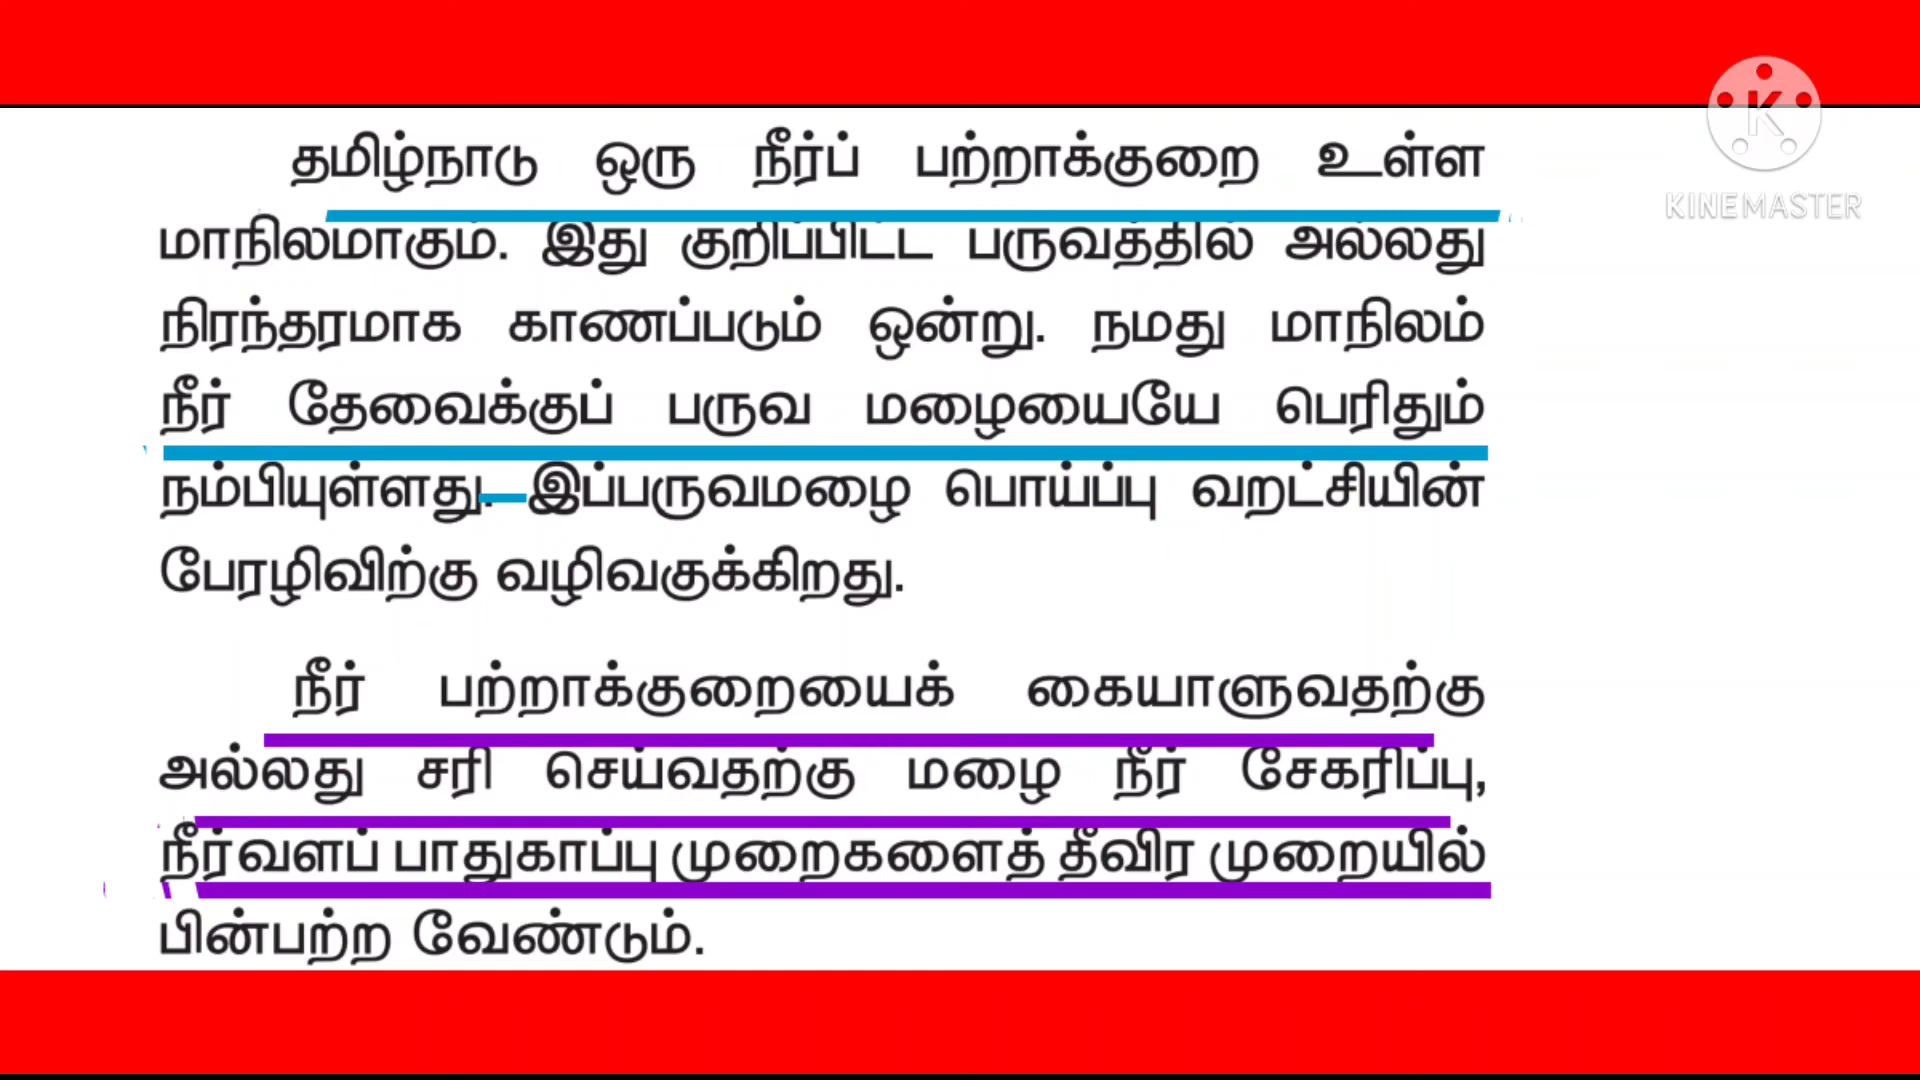 தமிழ்நாடு ஒரு நீர்ப் பற்றாக்குறை உள்ள
மாநிலமாகும். இது குறிப்பிட்ட பருவத்தில் அல்லது
நிரந்தரமாக காணப்படும் ஒன்று. நமது மாநிலம்
நீர் தேவைக்குப் பருவ மழையையே பெரிதும்
நம்பியுள்ளது. இப்பருவமழை பொய்ப்பு வறட்சியின்
பேரழிவிற்கு வழிவகுக்கிறது.
நீர் பற்றாக்குறையைக் கையாளுவதற்கு
அல்லது சரி செய்வதற்கு மழை நீர் சேகரிப்பு,
நீர்வளப் பாதுகாப்பு முறைகளைத் தீவிர முறையில்
பின்பற்ற வேண்டும்.
K
KINEMASTER